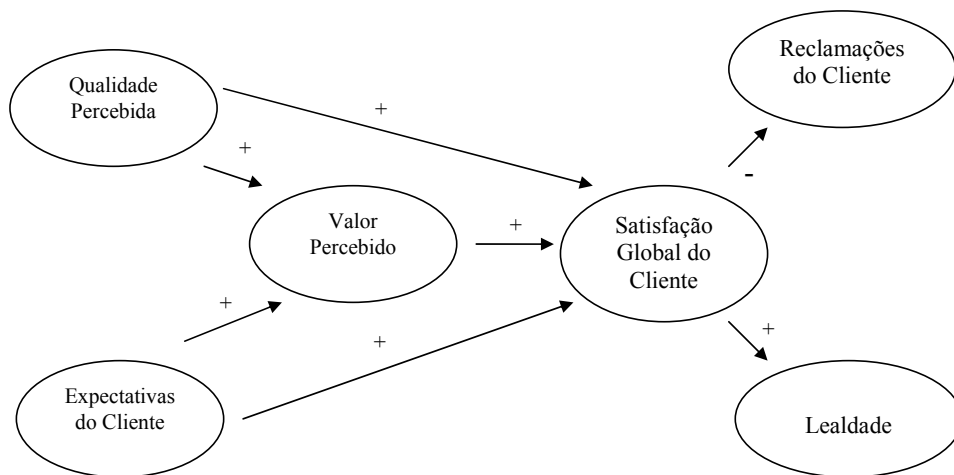 Qualidade
Percebida
+
+
Valor
Percebido
+
+
+
Expectativas
do Cliente
Satisfação
Global do
Cliente
Reclamações
do Cliente
-
+
Lealdade